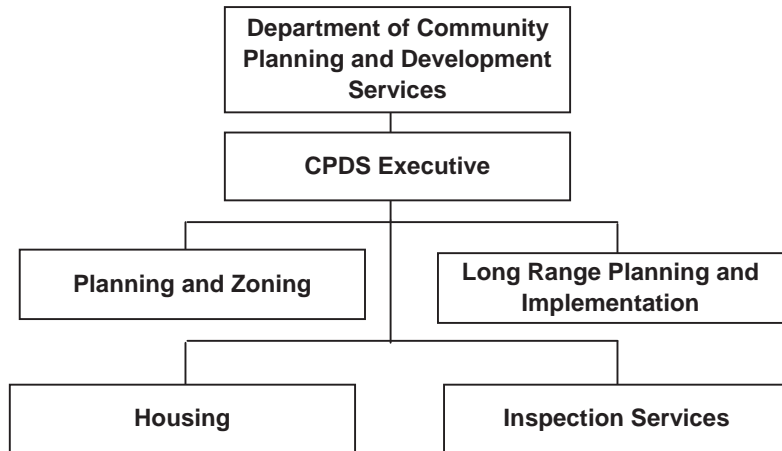 Department of Community
Planning and Development
Services
CPDS Executive
Planning and Zoning
Long Range Planning and
Implementation
Housing
Inspection Services